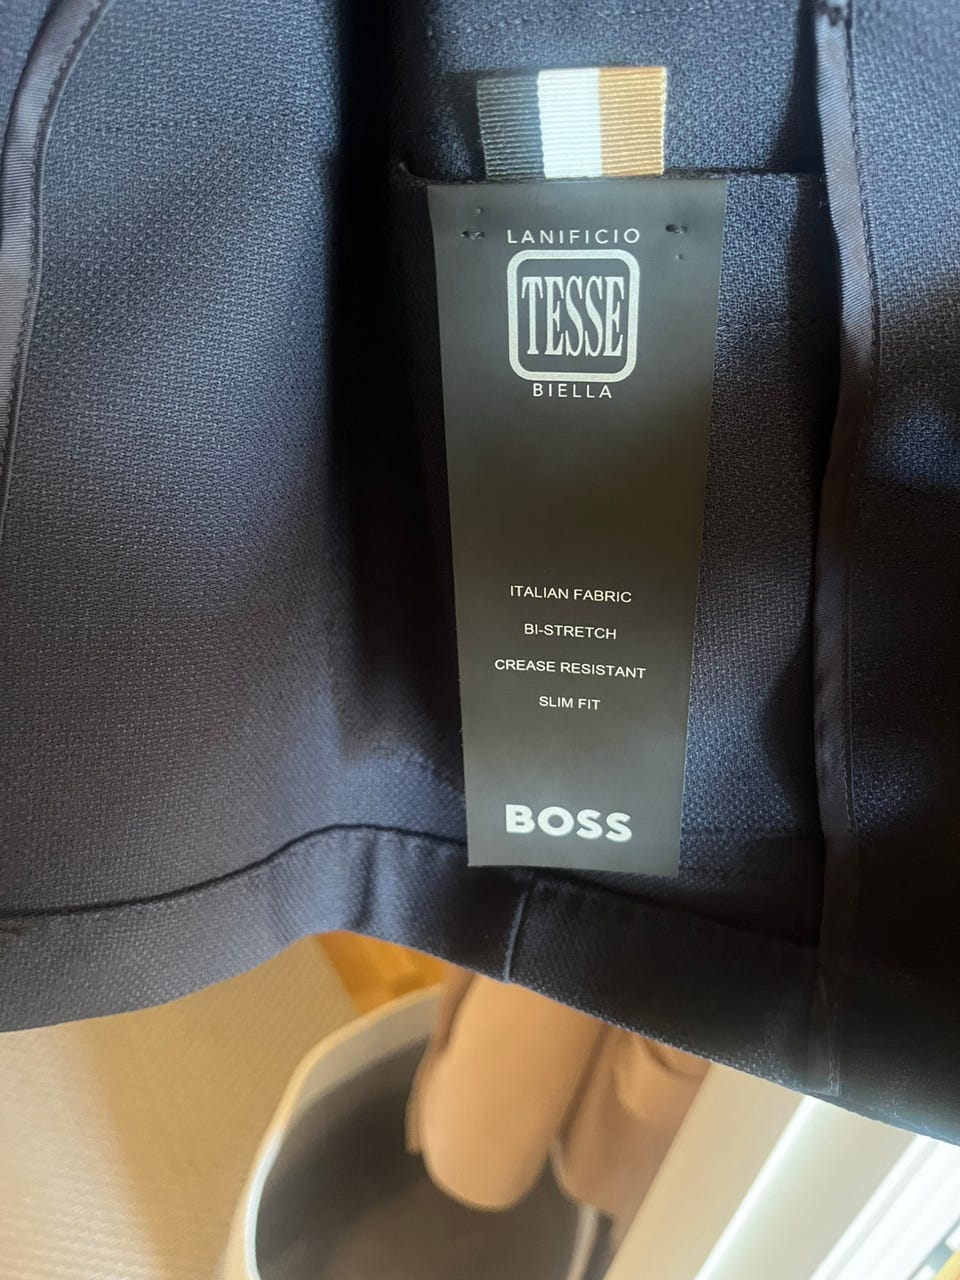 LANIFICIO
TESSE
BIELLA
ITALIAN FABRIC
BI-STRETCH
CREASE RESISTANT
SLIM FIT
BOSS